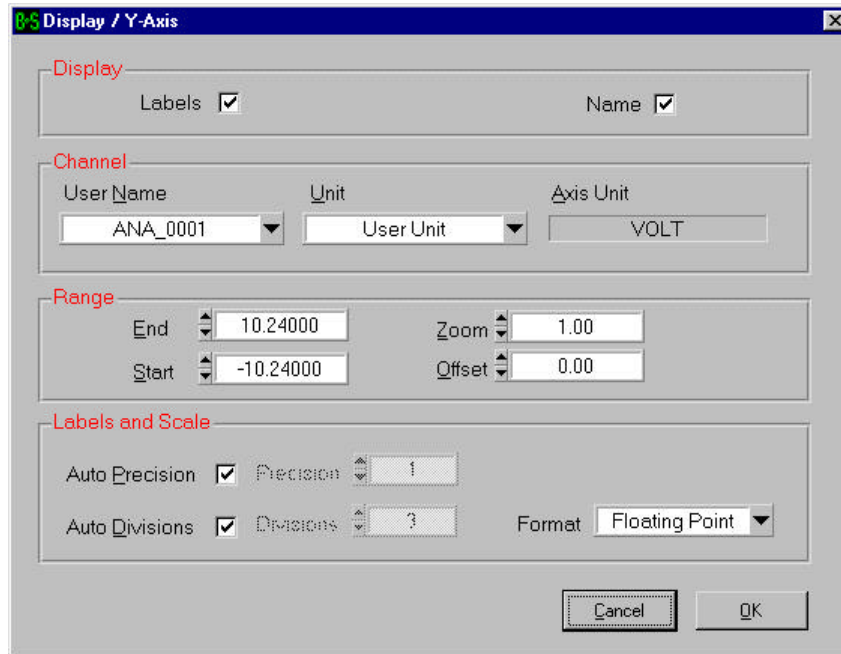 B&S Display / Y-Axis
Display
Labels Name
Channel
User Name Unit Axis Unit
ANA_0001 User Unit VOLT
Range
End 10.24000 Zoom 1.00
Start -10.24000 Offset 0.00
Labels and Scale
Auto Precision Precision 1
Auto Divisions Divisions 3 Format Floating Point
Cancel OK